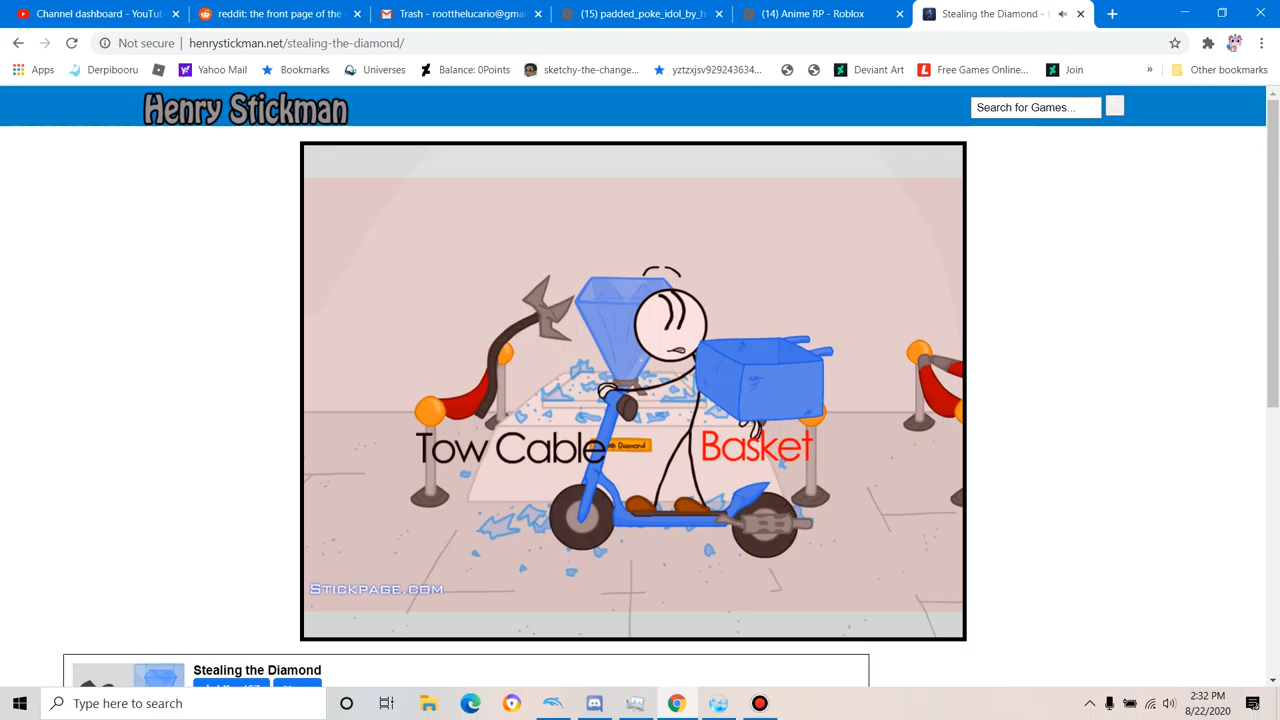 Channel dashboard - YouTub
reddit: the front page of the
Trash - rootthelucario@gma
(15) padded_poke_idol_by_h
(14) Anime RP - Roblox
Stealing the Diamond -
Not secure
henrystickman.net/stealing-the-diamond/
Apps
Derpibooru
Yahoo Mail
Bookmarks
Universes
Balance: 0Points
sketchy-the-change...
yztzxjsv929243634...
Deviant Art
Free Games Online...
Join
»
Other bookmarks
Henry Stickman
Search for Games...
Tow Cable
Diamond
Basket
STICKPAGE.COM
Stealing the Diamond
Type here to search
2:32 PM
8/22/2020